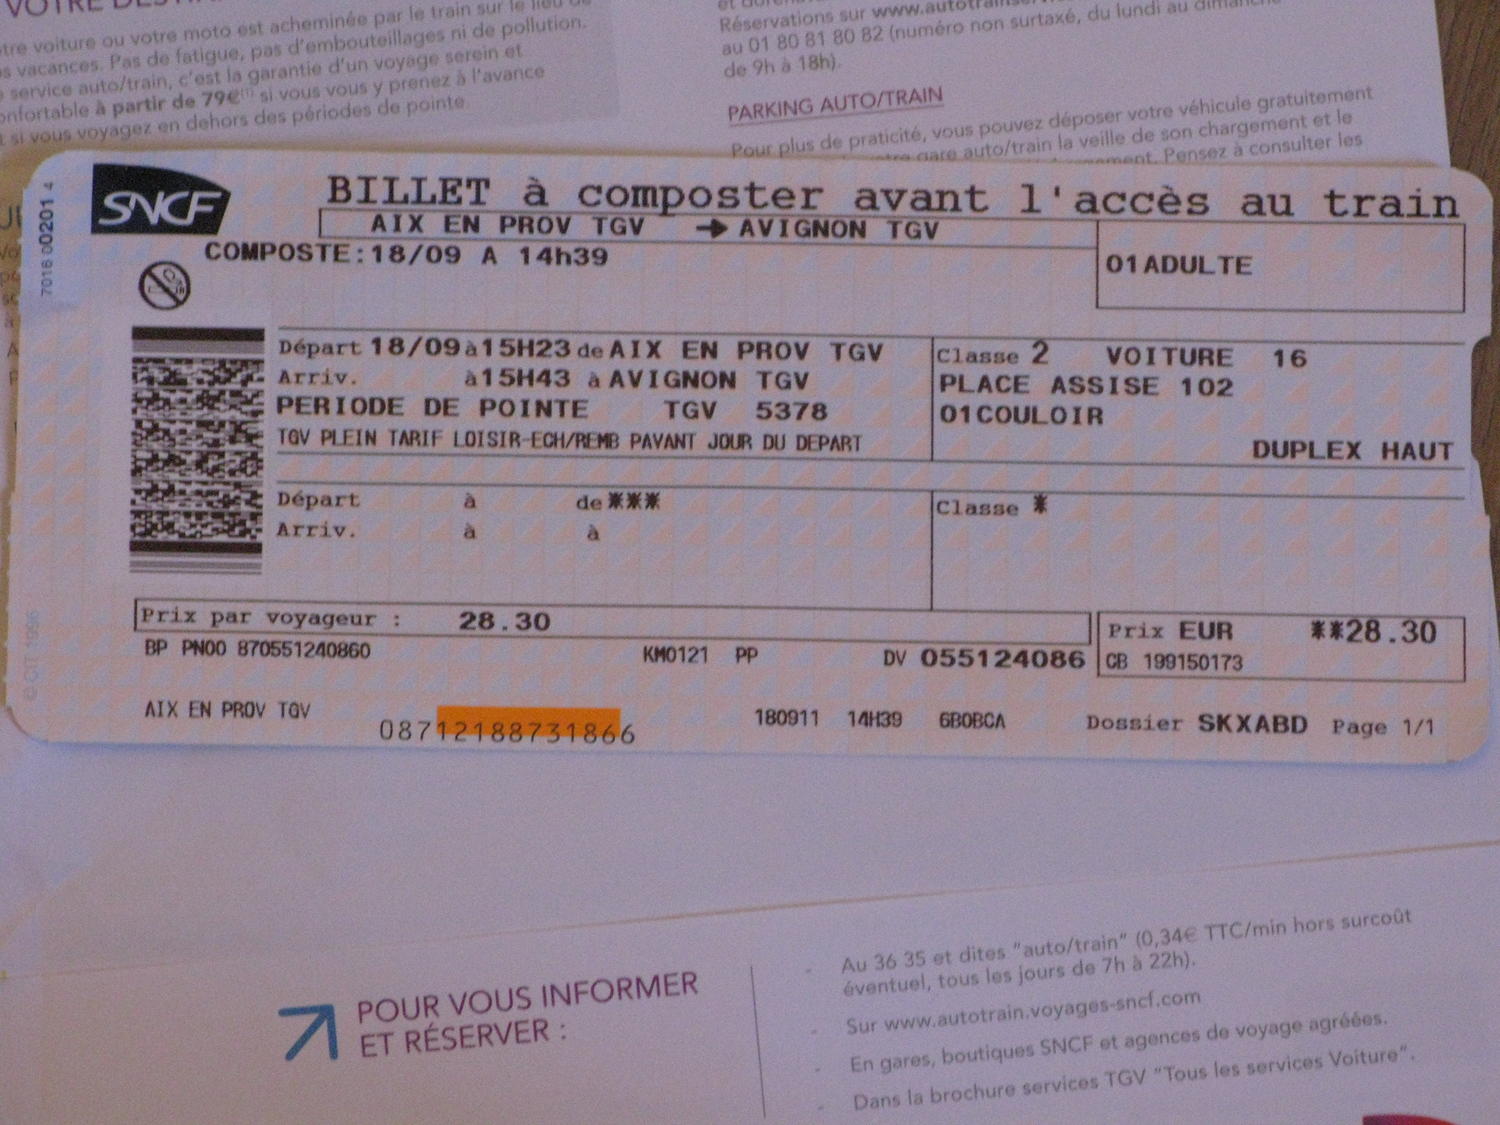 VOTRE
tre voiture ou votre moto est acheminée par le train sur le lieu de
s vacances. Pas de fatigue, pas d'embouteillages ni de pollution.
service auto/train, c'est la garantie d'un voyage serein et
onfortable à partir de 79€(1) si vous vous y prenez à l'avance
t si vous voyagez en dehors des périodes de pointe
Réservations sur
au 01 80 81 80 82 (numéro non surtaxé, du lundi au dimanche
de 9h à 18h).
PARKING AUTO/TRAIN
Pour plus de praticité, vous pouvez déposer votre véhicule gratuitement
gare auto/train la veille de son chargement et le
Pensez à consulter les
7016 00201 4
SNCF
BILLET à composter avant l'accès au train
AIX EN PROV TGV → AVIGNON TGV
COMPOSTE:18/09 A 14h39
01ADULTE
Départ 18/09 à15H23 de AIX EN PROV TGV
Arriv. à15H43 à AVIGNON TGV
PERIODE DE POINTE TGV 5378
TGV PLEIN TARIF LOISIR-ECH/REMB PAYANT JOUR DU DEPART
Classe 2 VOITURE 16
PLACE ASSISE 102
01COULOIR
DUPLEX HAUT
Départ à de ***
Arriv. à à
Classe *
Prix par voyageur : 28.30
Prix EUR **28.30
BP PN00 870551240860
KM0121 PP DV 055124086
CB 199150173
© CIT 1996
AIX EN PROV TGV
08712188731866
180911 14H39 6B0BCA Dossier SKXABD Page 1/1
POUR VOUS INFORMER
ET RÉSERVER :
- Au 36 35 et dites "auto/train" (0,34€ TTC/min hors surcoût
éventuel, tous les jours de 7h à 22h).
- Sur www.autotrain.voyages-sncf.com
- En gares, boutiques SNCF et agences de voyage agréées.
- Dans la brochure services TGV "Tous les services Voiture".